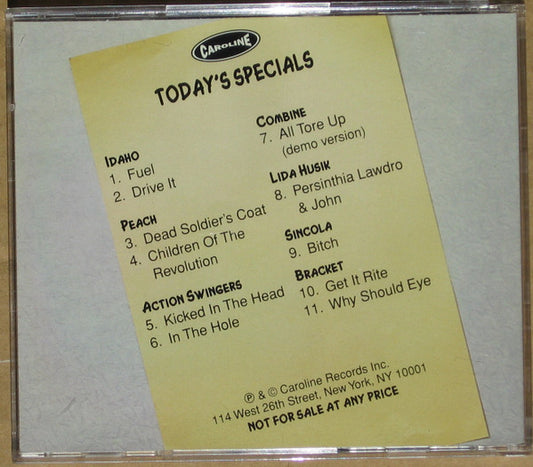 CAROLINE
TODAY'S SPECIALS
IDAHO
1. Fuel
2. Drive It
PEACH
3. Dead Soldier's Coat
4. Children Of The
Revolution
ACTION SWINGERS
5. Kicked In The Head
6. In The Hole
COMBINE
7. All Tore Up
(demo version)
LIDA HUSIK
8. Persinthia Lawdro
& John
SINCOLA
9. Bitch
BRACKET
10. Get It Rite
11. Why Should Eye
℗ & © Caroline Records Inc.
114 West 26th Street, New York, NY 10001
NOT FOR SALE AT ANY PRICE